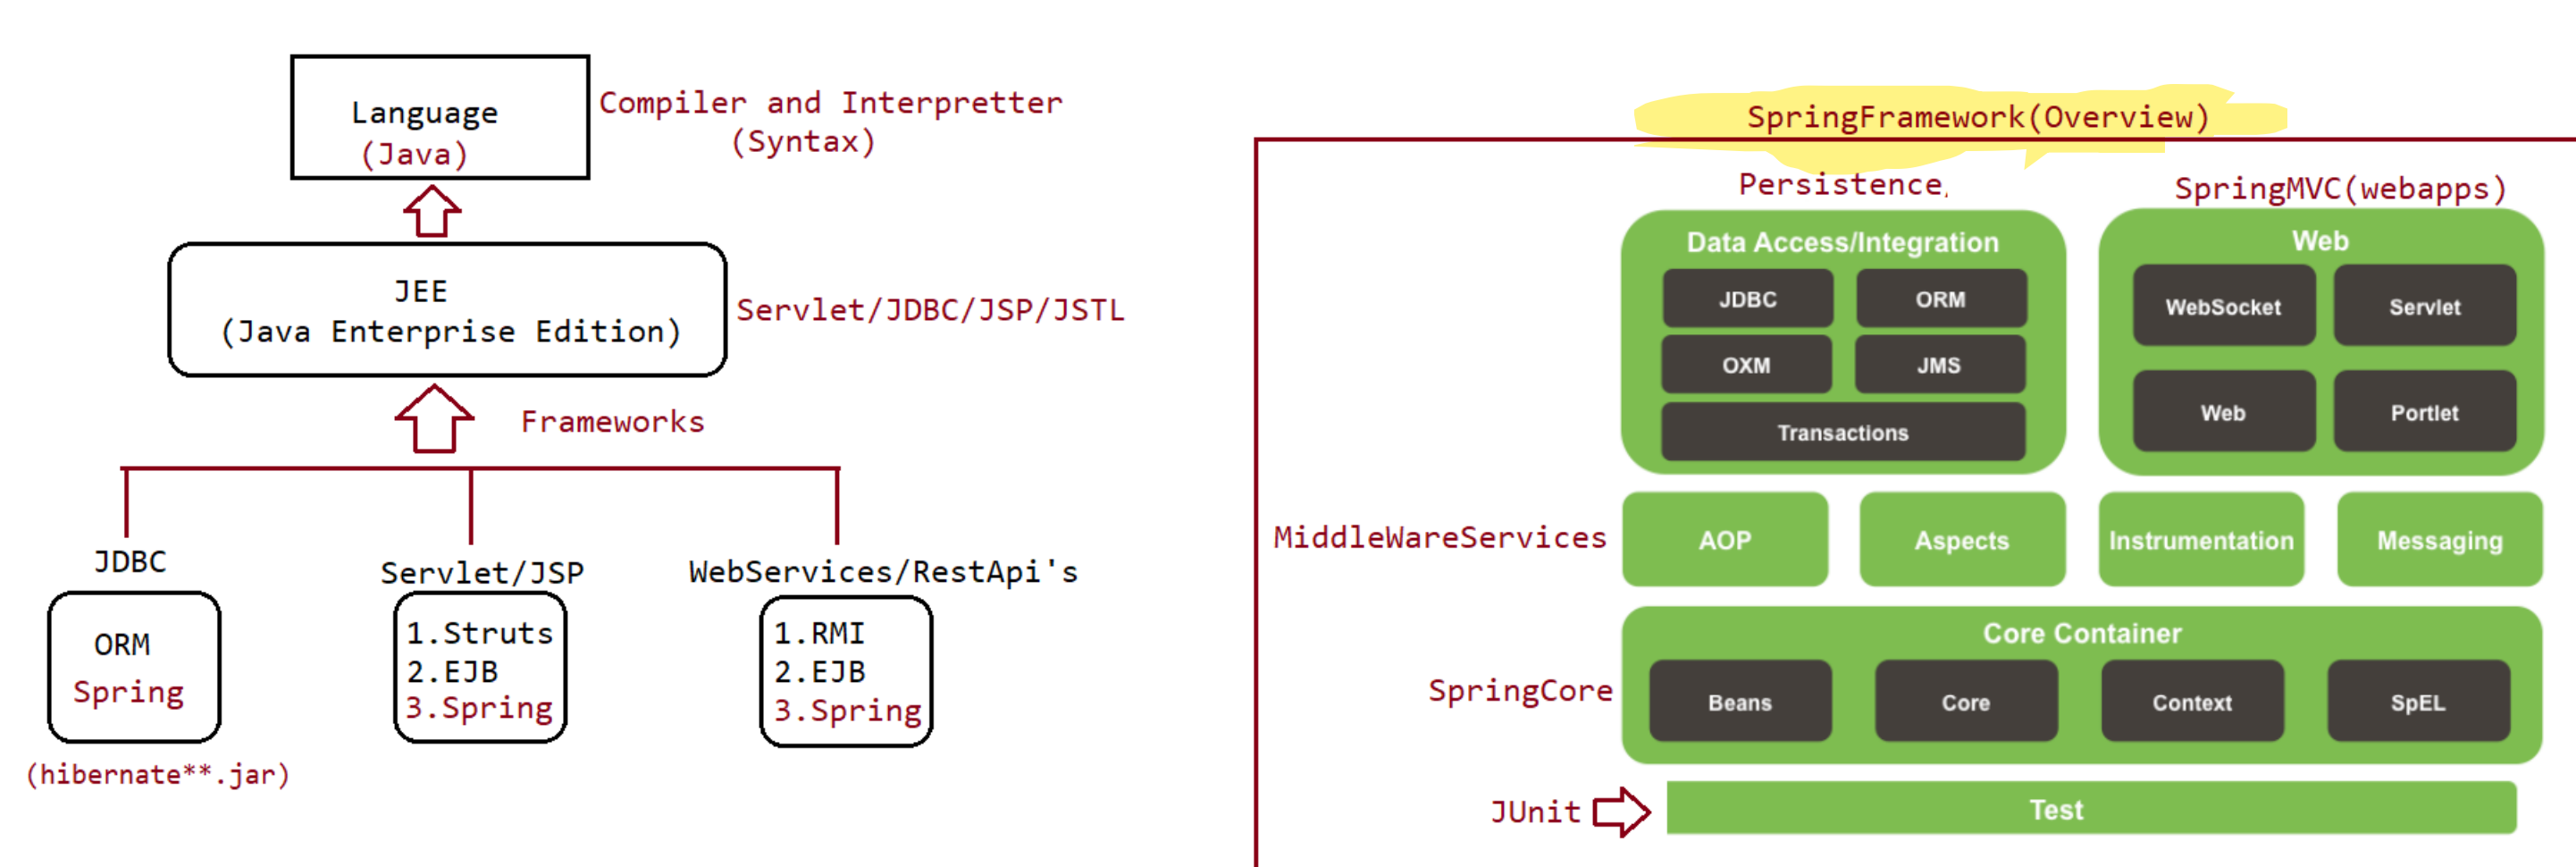 Language
(Java)
Compiler and Interpretter
(Syntax)
JEE
(Java Enterprise Edition)
Servlet/JDBC/JSP/JSTL
Frameworks
JDBC
ORM
Spring
(hibernate**.jar)
Servlet/JSP
1.Struts
2.EJB
3.Spring
WebServices/RestApi's
1.RMI
2.EJB
3.Spring
SpringFramework(Overview)
Persistence,
SpringMVC(webapps)
Data Access/Integration
JDBC ORM
OXM JMS
Transactions
Web
WebSocket Servlet
Web Portlet
MiddleWareServices
AOP Aspects Instrumentation Messaging
SpringCore
Core Container
Beans Core Context SpEL
JUnit
Test